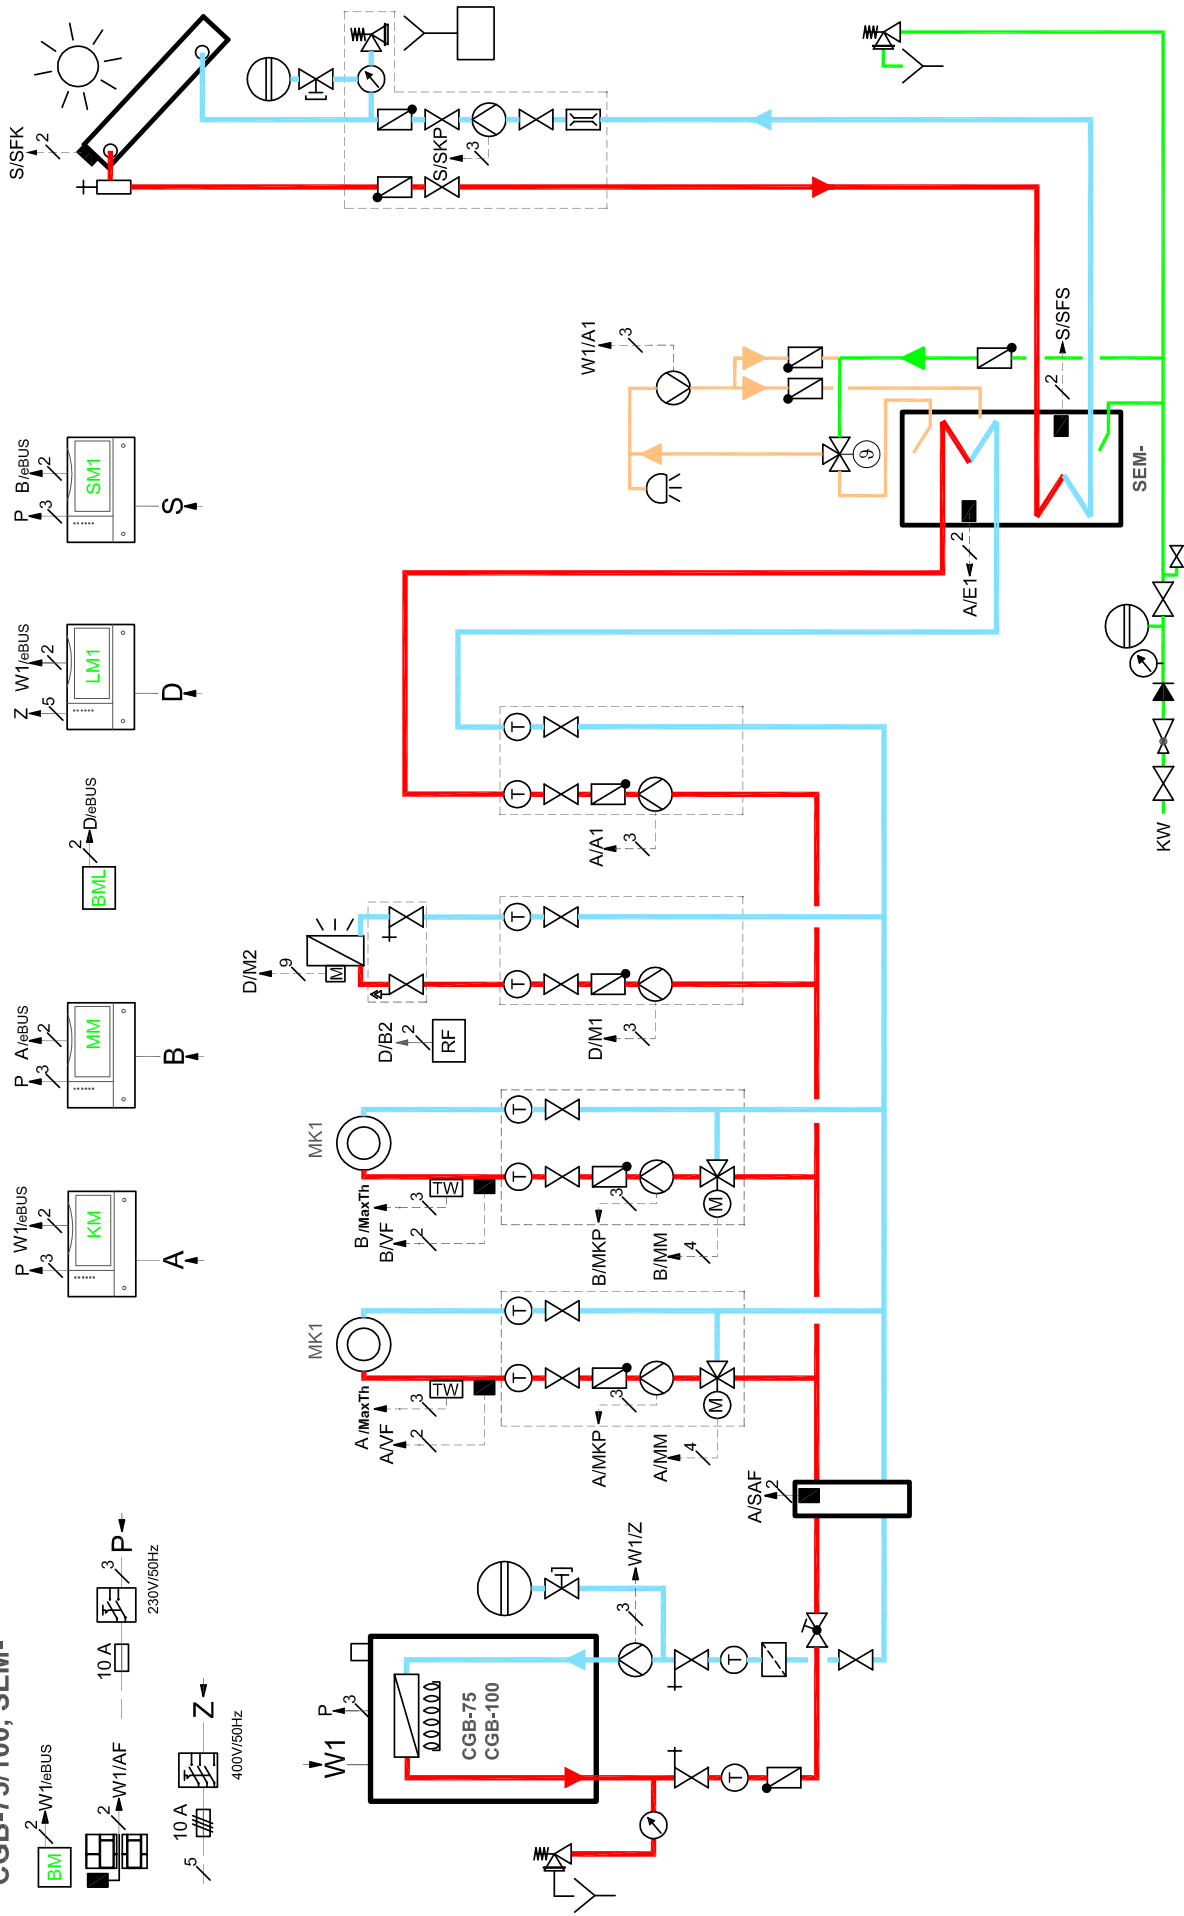 CGB-75/100, SEM-
BM
2
W1/eBUS
2
W1/AF
10 A
3
P
230V/50Hz
5
10 A
Z
400V/50Hz
P
3
W1/eBUS
2
KM
A
P
3
A/eBUS
2
MM
B
BML
2
D/eBUS
Z
5
W1/eBUS
2
LM1
D
P
3
B/eBUS
2
SM1
S
S/SFK
2
S/SKP
3
W1
P
3
CGB-75
CGB-100
3
W1/Z
T
T
A/SAF
2
MK1
A/MaxTh
3
TW
A/VF
2
T
T
A/MKP
3
A/MM
4
M
MK1
B/MaxTh
3
TW
B/VF
2
T
T
B/MKP
3
B/MM
4
M
D/M2
9
M
D/B2
2
RF
T
T
D/M1
3
T
T
A/A1
3
W1/A1
3
ϑ
A/E1
2
S/SFS
2
SEM-
KW